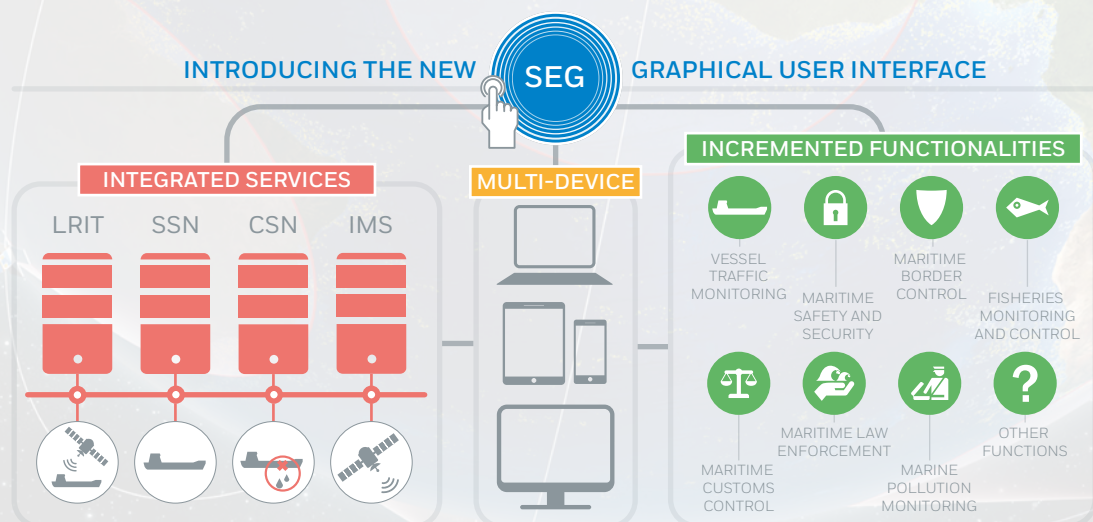 INTRODUCING THE NEW SEG GRAPHICAL USER INTERFACE
INTEGRATED SERVICES
LRIT SSN CSN IMS
MULTI-DEVICE
INCREMENTED FUNCTIONALITIES
VESSEL
TRAFFIC
MONITORING
MARITIME
SAFETY AND
SECURITY
MARITIME
BORDER
CONTROL
FISHERIES
MONITORING
AND CONTROL
MARITIME
CUSTOMS
CONTROL
MARITIME LAW
ENFORCEMENT
MARINE
POLLUTION
MONITORING
OTHER
FUNCTIONS
?